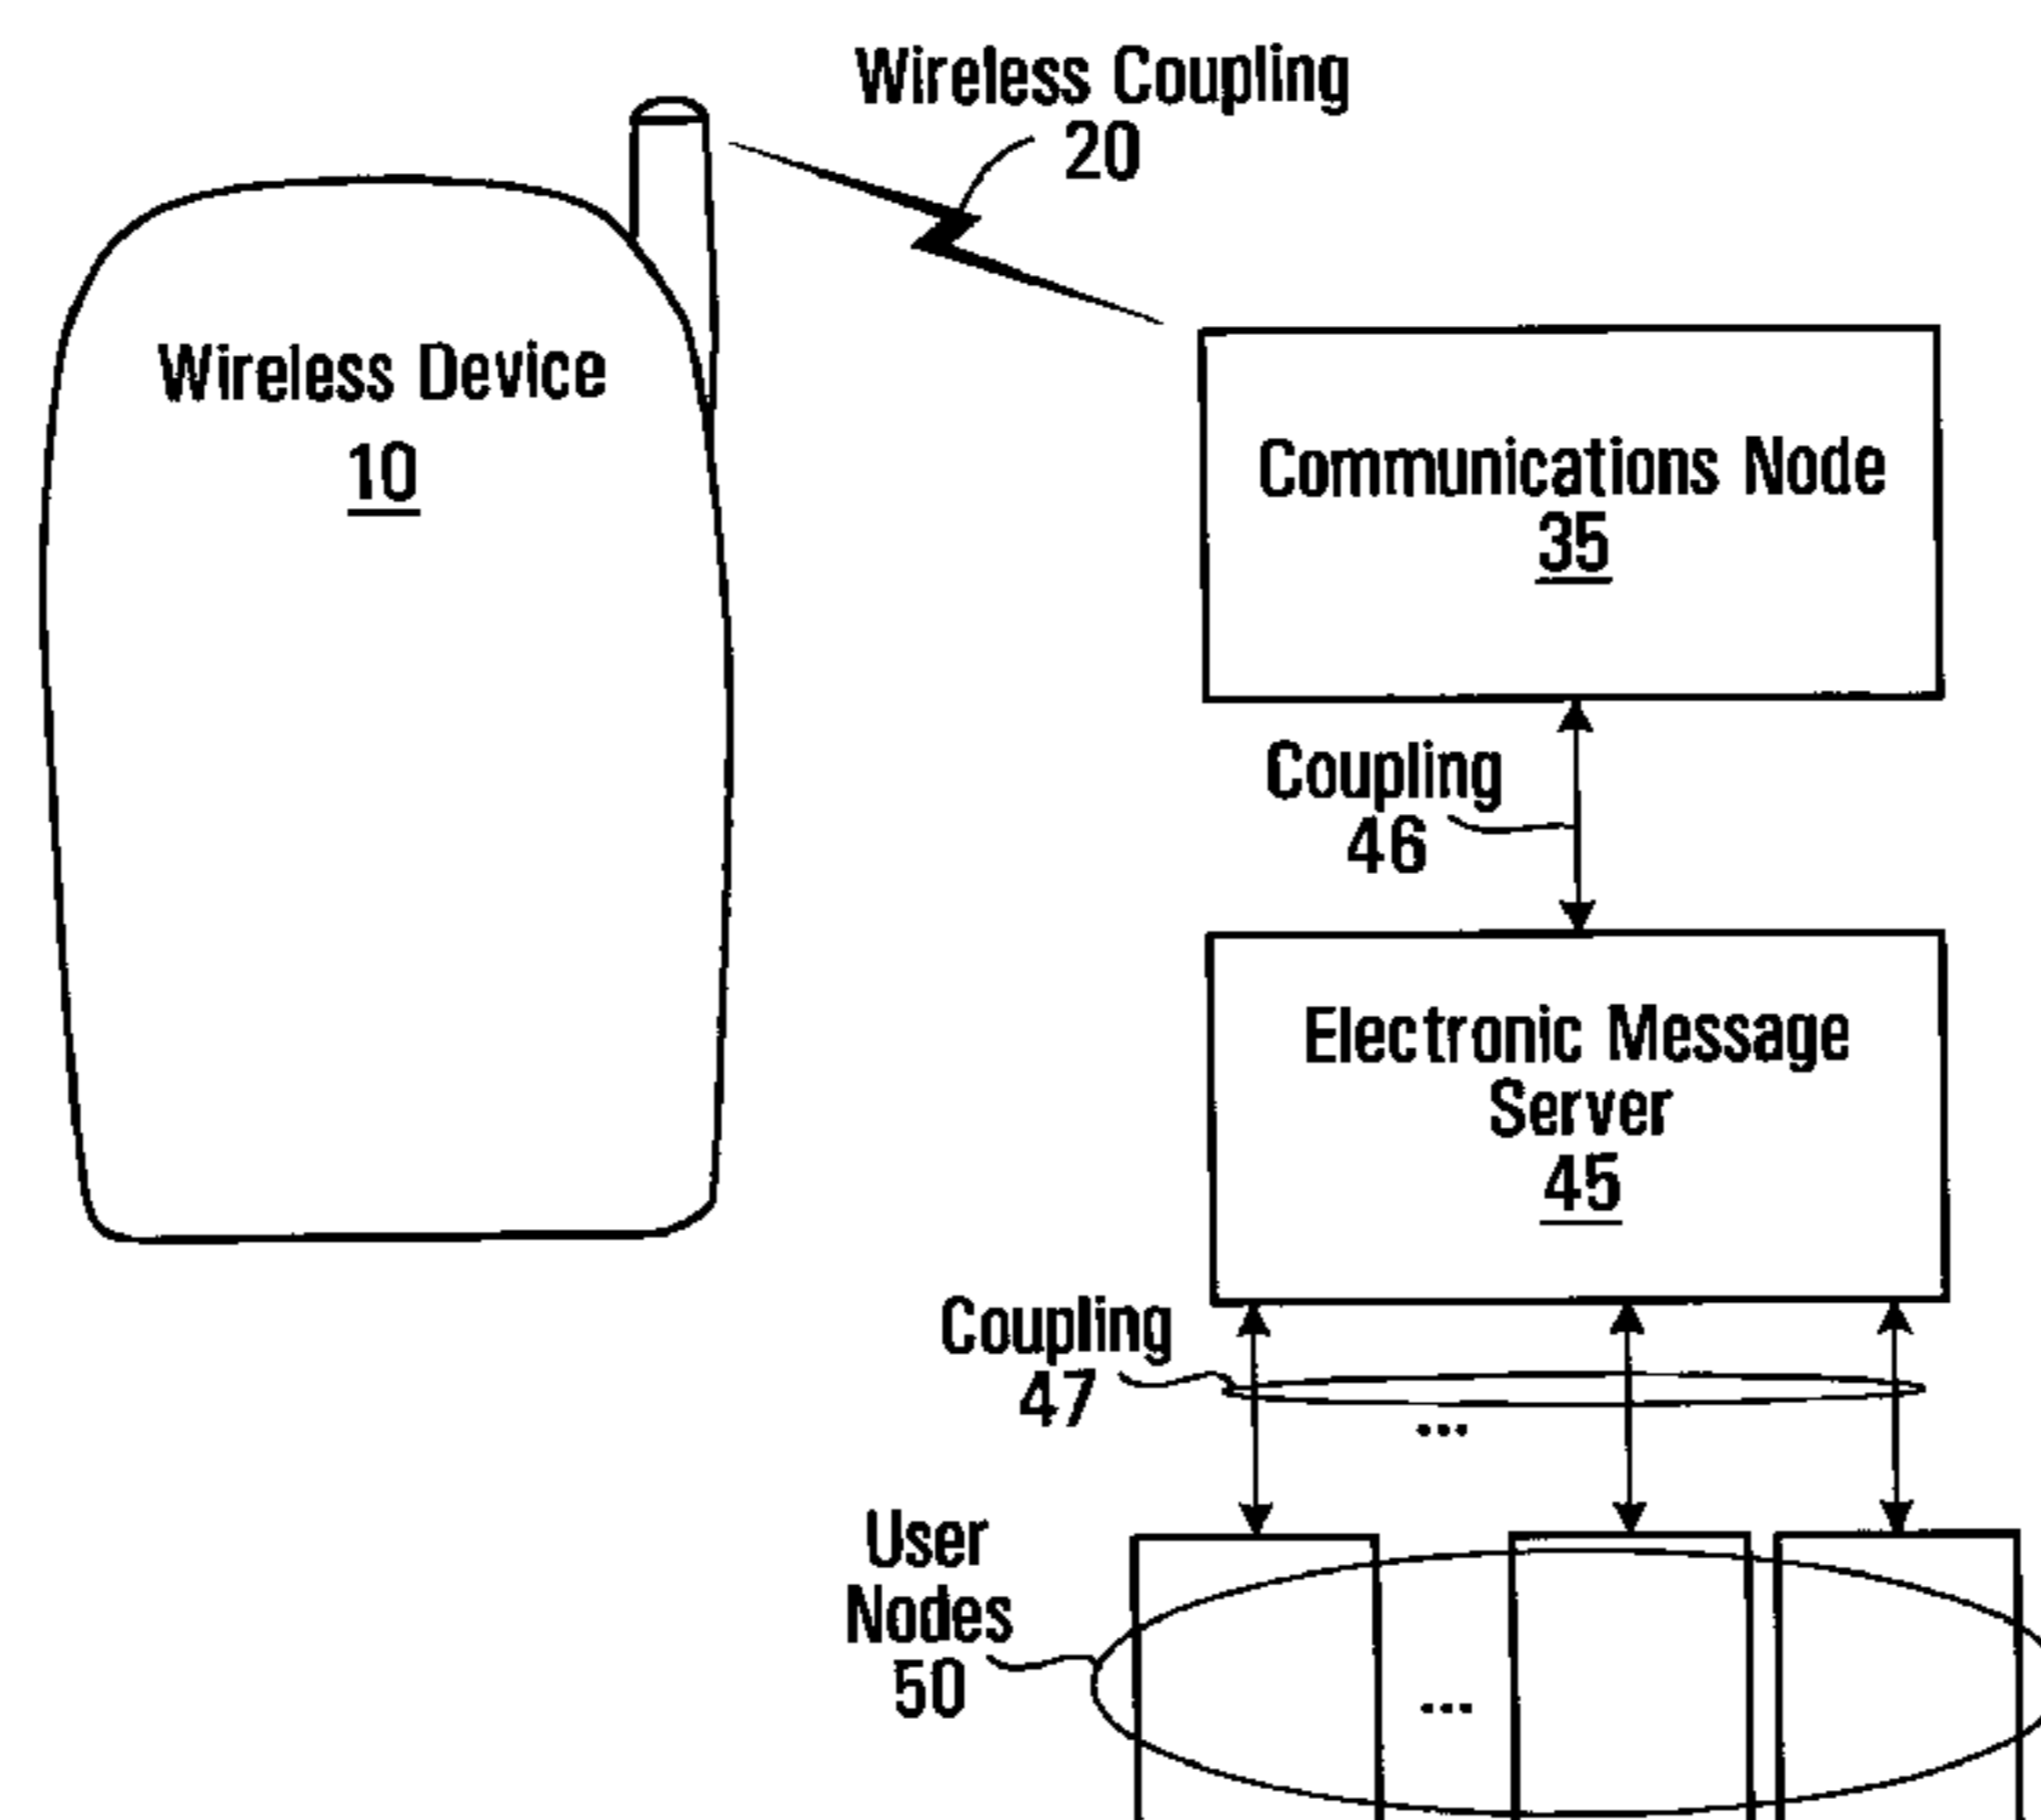 Wireless Coupling
20
Wireless Device
10
Communications Node
35
Coupling
46
Electronic Message
Server
45
Coupling
47
...
User
Nodes
50
...